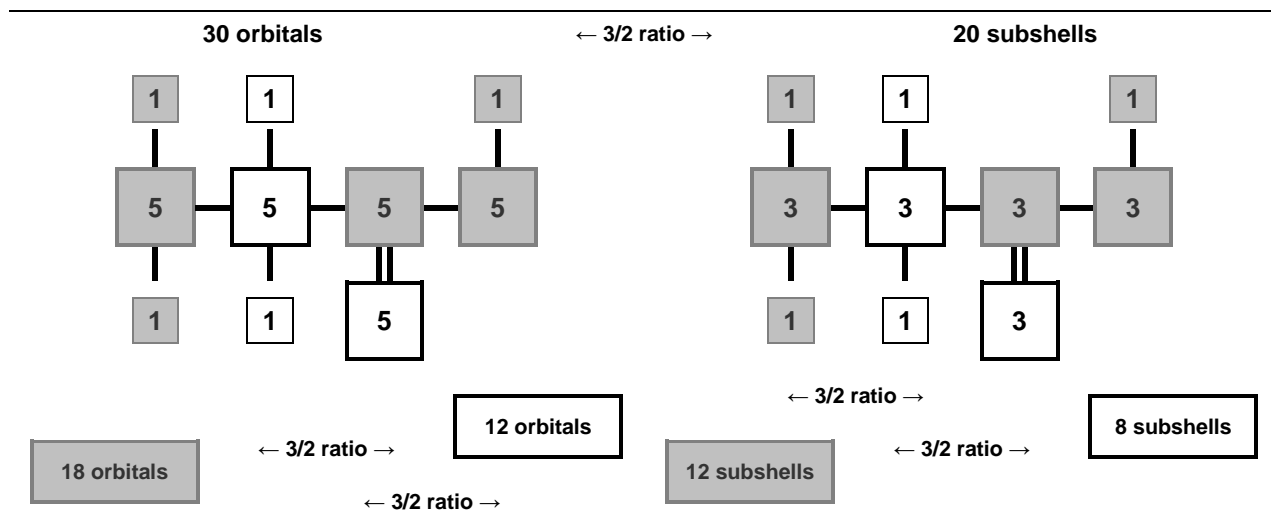 30 orbitals ← 3/2 ratio → 20 subshells
1 1 1 1 1 1
5 5 5 5 3 3 3 3
1 1 5 1 1 3
← 3/2 ratio →
12 orbitals 8 subshells
← 3/2 ratio → ← 3/2 ratio →
18 orbitals 12 subshells
← 3/2 ratio →